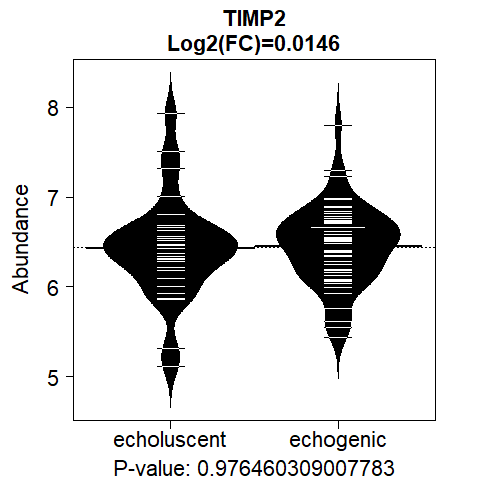 TIMP2
Log2(FC)=0.0146
Abundance
8
7
6
5
echoluscent echogenic
P-value: 0.976460309007783